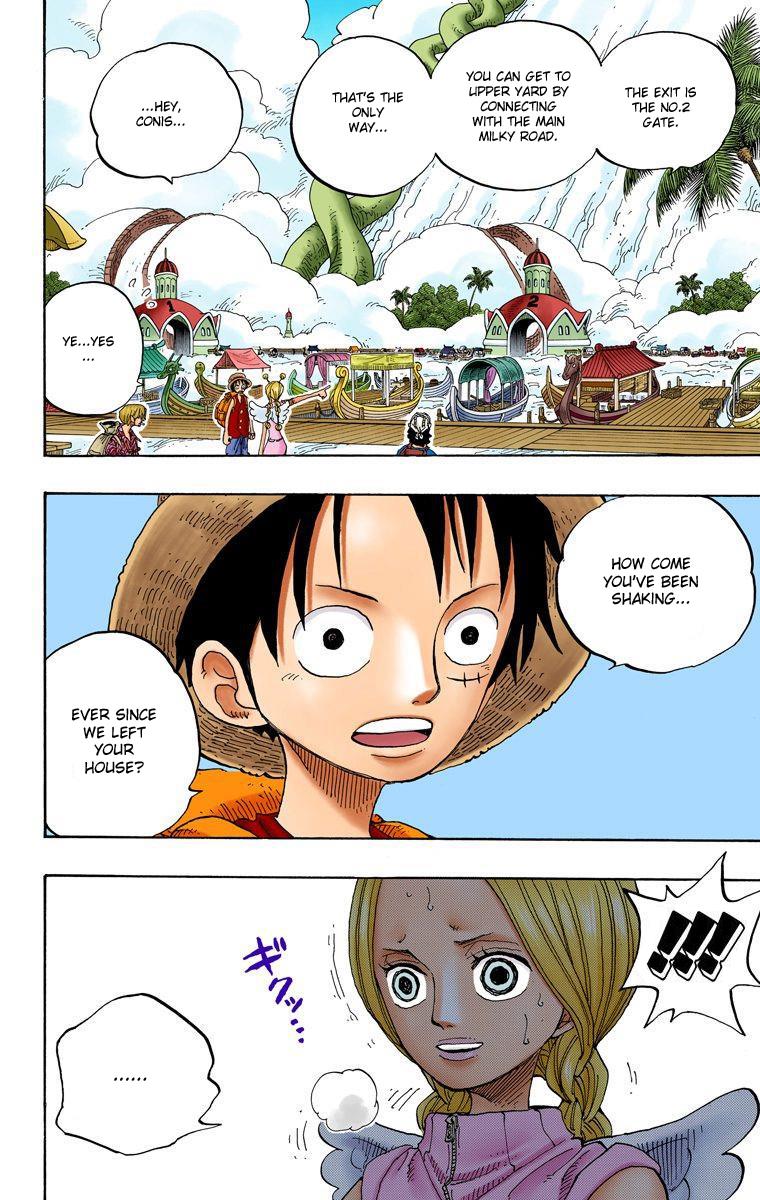 THE EXIT IS
THE NO.2
GATE.
YOU CAN GET TO
UPPER YARD BY
CONNECTING
WITH THE MAIN
MILKY ROAD.
THAT'S THE
ONLY
WAY...
...HEY,
CONIS...
YE...YES
...
1
2
HOW COME
YOU'VE BEEN
SHAKING...
EVER SINCE
WE LEFT
YOUR
HOUSE?
!!!!
ギクッ...
.......